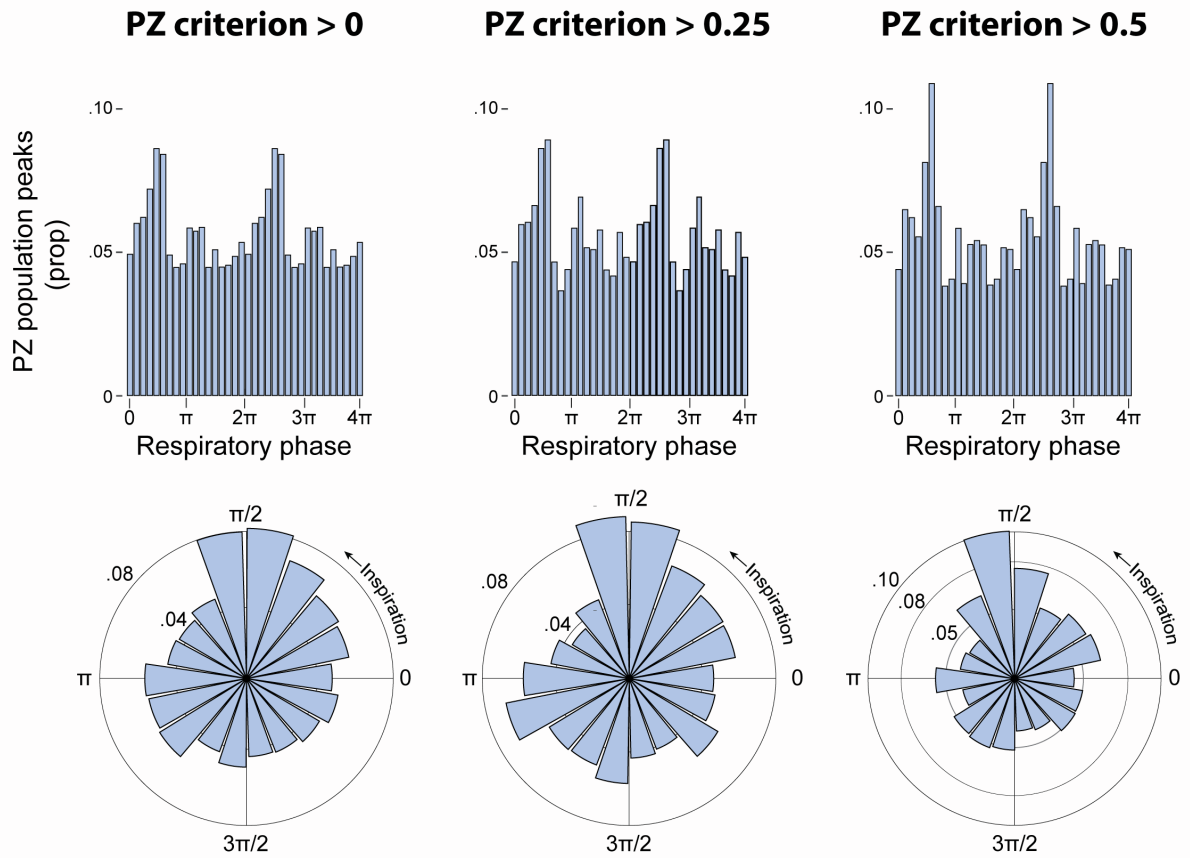 PZ criterion > 0
PZ criterion > 0.25
PZ criterion > 0.5
PZ population peaks
(prop)
.10
.05
0
0 π 2π 3π 4π
Respiratory phase
.10
.05
0
0 π 2π 3π 4π
Respiratory phase
.10
.05
0
0 π 2π 3π 4π
Respiratory phase
π/2
.08
.04
Inspiration
π
0
3π/2
π/2
.08
.04
Inspiration
π
0
3π/2
π/2
.10
.08
.05
Inspiration
π
0
3π/2